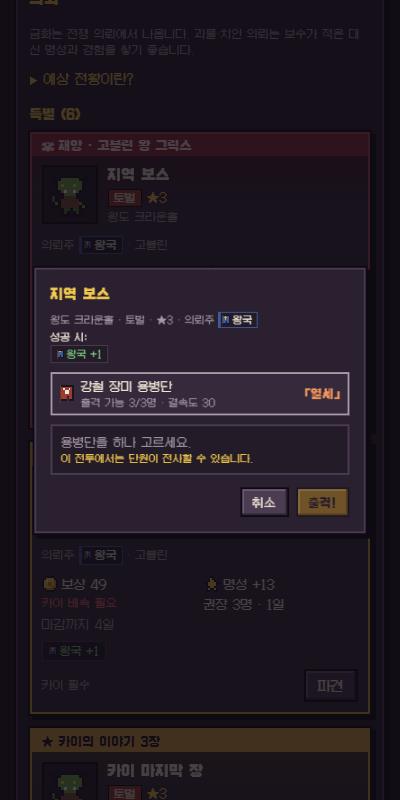 금화는 전쟁 의뢰에서 나옵니다. 괴물·치안 의뢰는 보수가 적은 대
신 명성과 경험을 쌓기 좋습니다.
▶ 예상 전황이란?
특별 (6)
재앙 · 고블린 왕 그릭스
지역 보스
토벌 ★3
왕도 크라운홀
의뢰주 왕국 · 고블린
지역 보스
왕도 크라운홀 · 토벌 · ★3 · 의뢰주 왕국
성공 시:
왕국 +1
강철 장미 용병단
출격 가능 3/3명 · 결속도 30
「열세」
용병단을 하나 고르세요.
이 전투에서는 단원이 전사할 수 있습니다.
취소
출격!
의뢰주 왕국 · 고블린
보상 49
명성 +13
카이 배속 필요
권장 3명 · 1일
마감까지 4일
왕국 +1
카이 필수
파견
★ 카이의 이야기 3장
카이 마지막 장
토벌 ★3